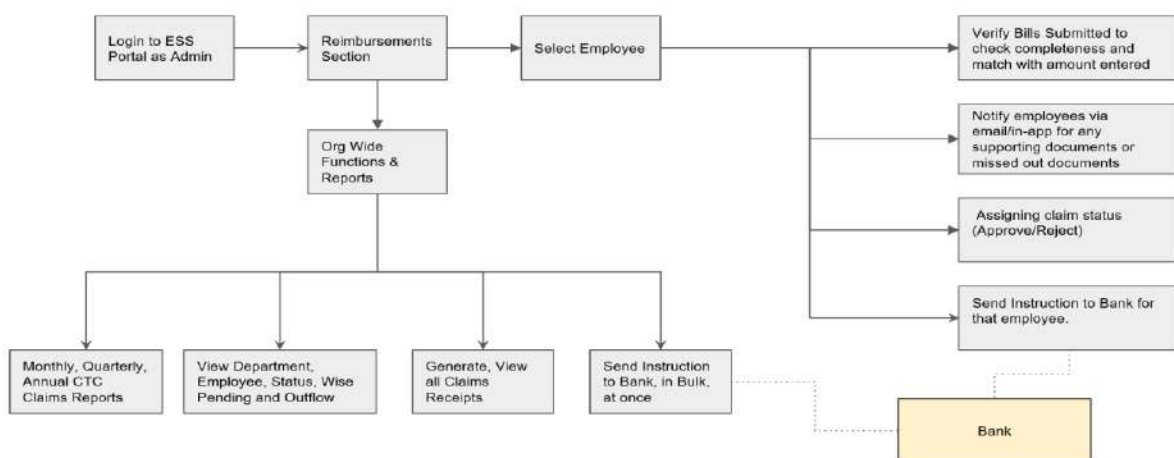 Login to ESS
Portal as Admin
Reimbursements
Section
Select Employee
Verify Bills Submitted to
check completeness and
match with amount entered
Notify employees via
email/in-app for any
supporting documents or
missed out documents
Org Wide
Functions &
Reports
Assigning claim status
(Approve/Reject)
Send Instruction to Bank for
that employee.
Monthly, Quarterly,
Annual CTC
Claims Reports
View Department,
Employee, Status, Wise
Pending and Outflow
Generate, View
all Claims
Receipts
Send Instruction
to Bank, in Bulk,
at once
Bank